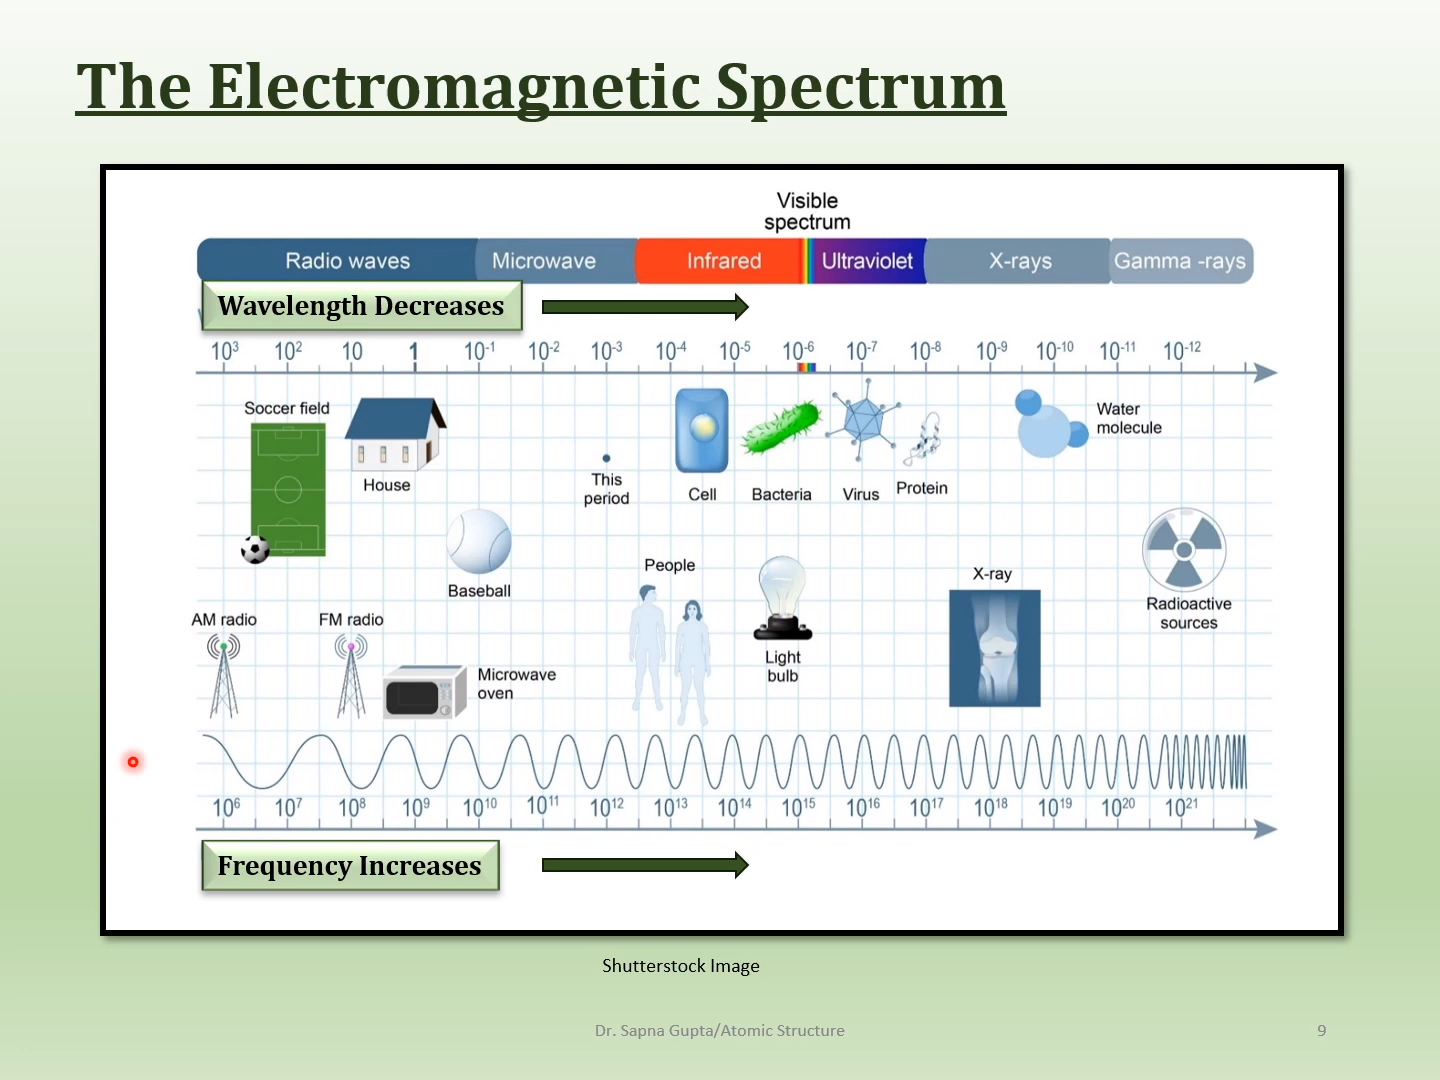 The Electromagnetic Spectrum
Visible
spectrum
Radio waves Microwave Infrared Ultraviolet X-rays Gamma -rays
Wavelength Decreases
10³ 10² 10 1 10⁻¹ 10⁻² 10⁻³ 10⁻⁴ 10⁻⁵ 10⁻⁶ 10⁻⁷ 10⁻⁸ 10⁻⁹ 10⁻¹⁰ 10⁻¹¹ 10⁻¹²
Soccer field
House
This
period
Cell
Bacteria
Virus
Protein
Water
molecule
Baseball
People
Light
bulb
X-ray
Radioactive
sources
AM radio
FM radio
Microwave
oven
10⁶ 10⁷ 10⁸ 10⁹ 10¹⁰ 10¹¹ 10¹² 10¹³ 10¹⁴ 10¹⁵ 10¹⁶ 10¹⁷ 10¹⁸ 10¹⁹ 10²⁰ 10²¹
Frequency Increases
Shutterstock Image
Dr. Sapna Gupta/Atomic Structure
9